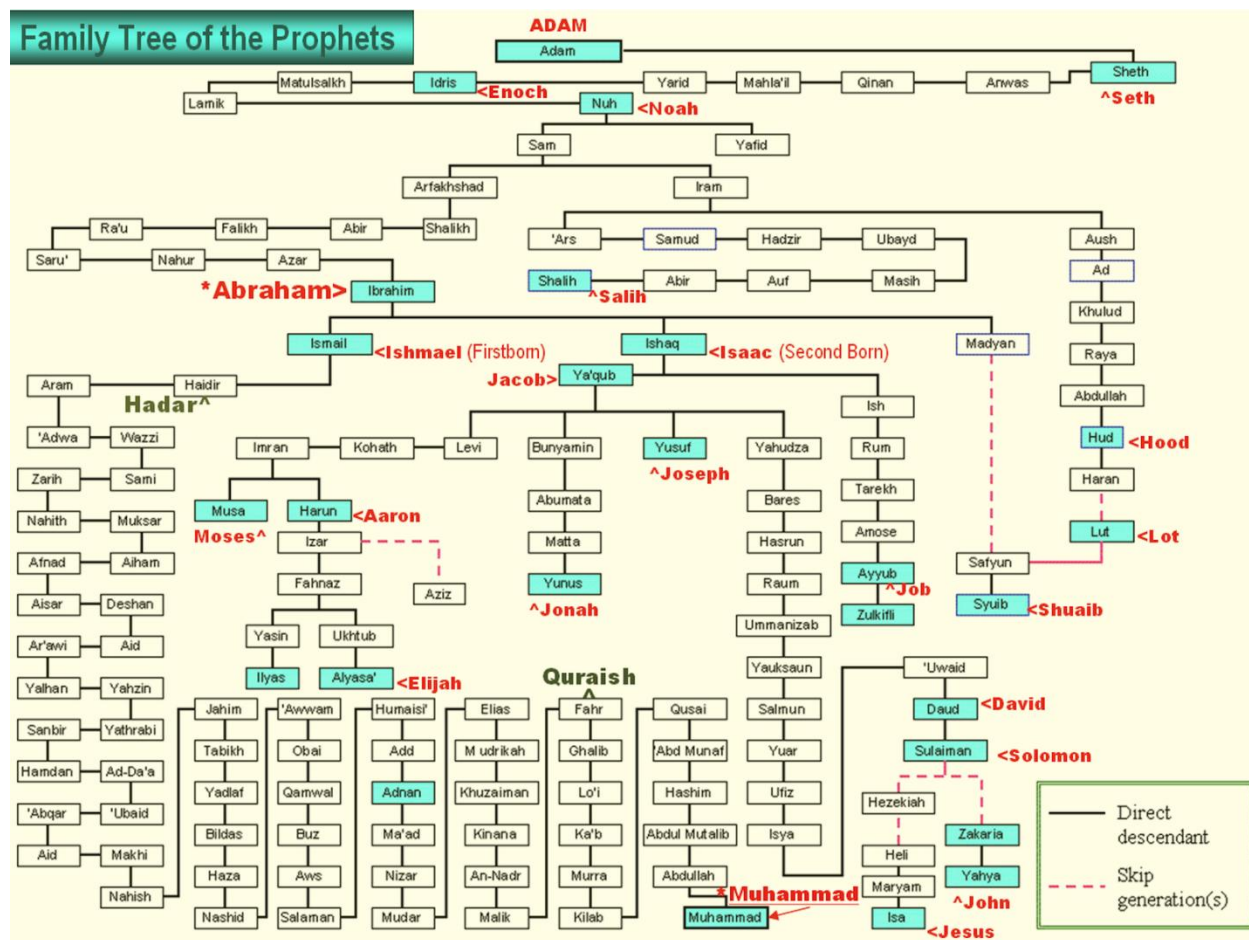 Family Tree of the Prophets
ADAM
Adam
Sheth
^Seth
Anwas
Qinan
Mahla'il
Yarid
Idris
<Enoch
Matulsalkh
Lamik
Nuh
<Noah
Sam
Yafid
Arfakhshad
Iram
Shalikh
Abir
Falikh
Ra'u
Saru'
Nahur
Azar
*Abraham>
Ibrahim
'Ars
Samud
Hadzir
Ubayd
Masih
Auf
Abir
Shalih
^Salih
Aush
Ad
Khulud
Raya
Abdullah
Hud
<Hood
Haran
Lut
<Lot
Ismail
<Ishmael (Firstborn)
Ishaq
<Isaac (Second Born)
Madyan
Safyun
Syuib
<Shuaib
Jacob>
Ya'qub
Ish
Rum
Tarekh
Amose
Ayyub
^Job
Zulkifli
Haidir
Hadar^
Aram
'Adwa
Wazzi
Sami
Zarih
Nahith
Muksar
Aiham
Afnad
Aisar
Deshan
Aid
Ar'awi
Yalhan
Yahzin
Yathrabi
Sanbir
Hamdan
Ad-Da'a
'Ubaid
'Abqar
Aid
Makhi
Nahish
Imran
Kohath
Levi
Bunyamin
Yusuf
^Joseph
Yahudza
Musa
Moses^
Harun
<Aaron
Izar
Aziz
Fahnaz
Yasin
Ukhtub
Ilyas
Alyasa'
<Elijah
Abumata
Matta
Yunus
^Jonah
Bares
Hasrun
Raum
Ummanizab
Yauksaun
Salmun
Yuar
Ufiz
Isya
'Uwaid
Daud
<David
Sulaiman
<Solomon
Hezekiah
Heli
Maryam
Isa
<Jesus
Zakaria
Yahya
^John
Jahim
Tabikh
Yadlaf
Bildas
Haza
Nashid
'Awwam
Obai
Qamwal
Buz
Aws
Salaman
Humaisi'
Add
Adnan
Ma'ad
Nizar
Mudar
Elias
Mudrikah
Khuzaiman
Kinana
An-Nadr
Malik
Quraish
^
Fahr
Ghalib
Lo'i
Ka'b
Murra
Kilab
Qusai
'Abd Munaf
Hashim
Abdul Mutalib
Abdullah
*Muhammad
Muhammad
Direct
descendant
Skip
generation(s)